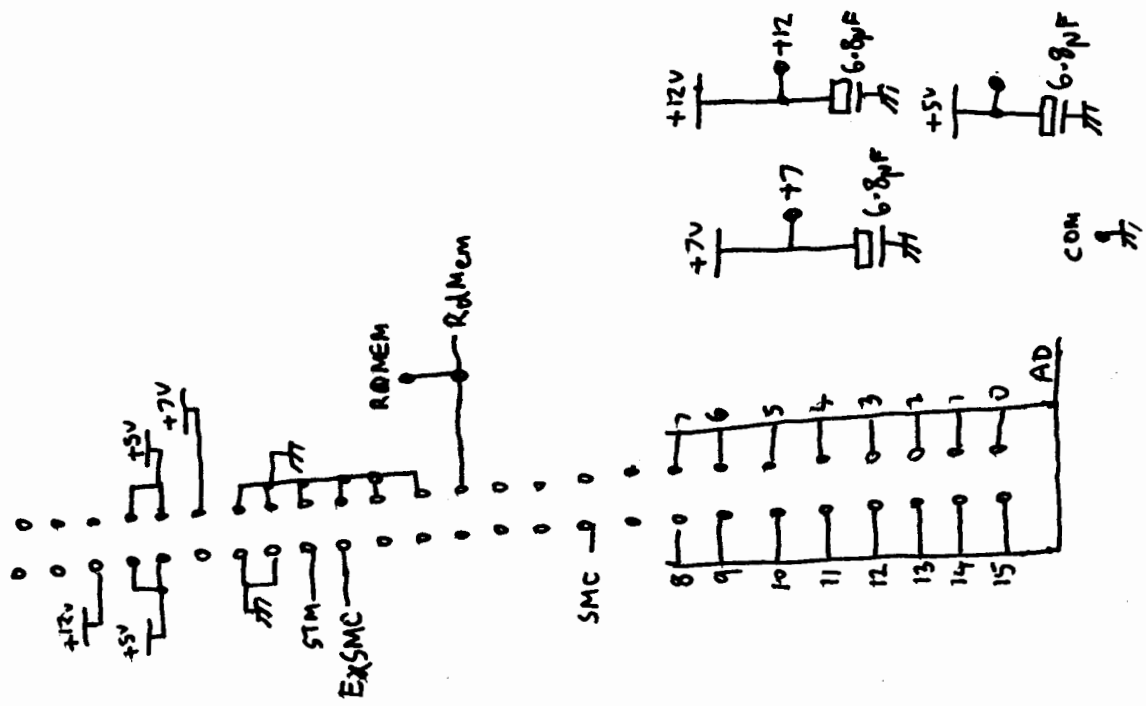 +12V
+12
6.8µF
+5V
6.8µF
+7V
+7
6.8µF
COM
+5V
+7V
+12V
+5V
STM
ExSMC
RDMEM
RdMem
SMC
7
6
5
4
3
2
1
0
AD
8
9
10
11
12
13
14
15